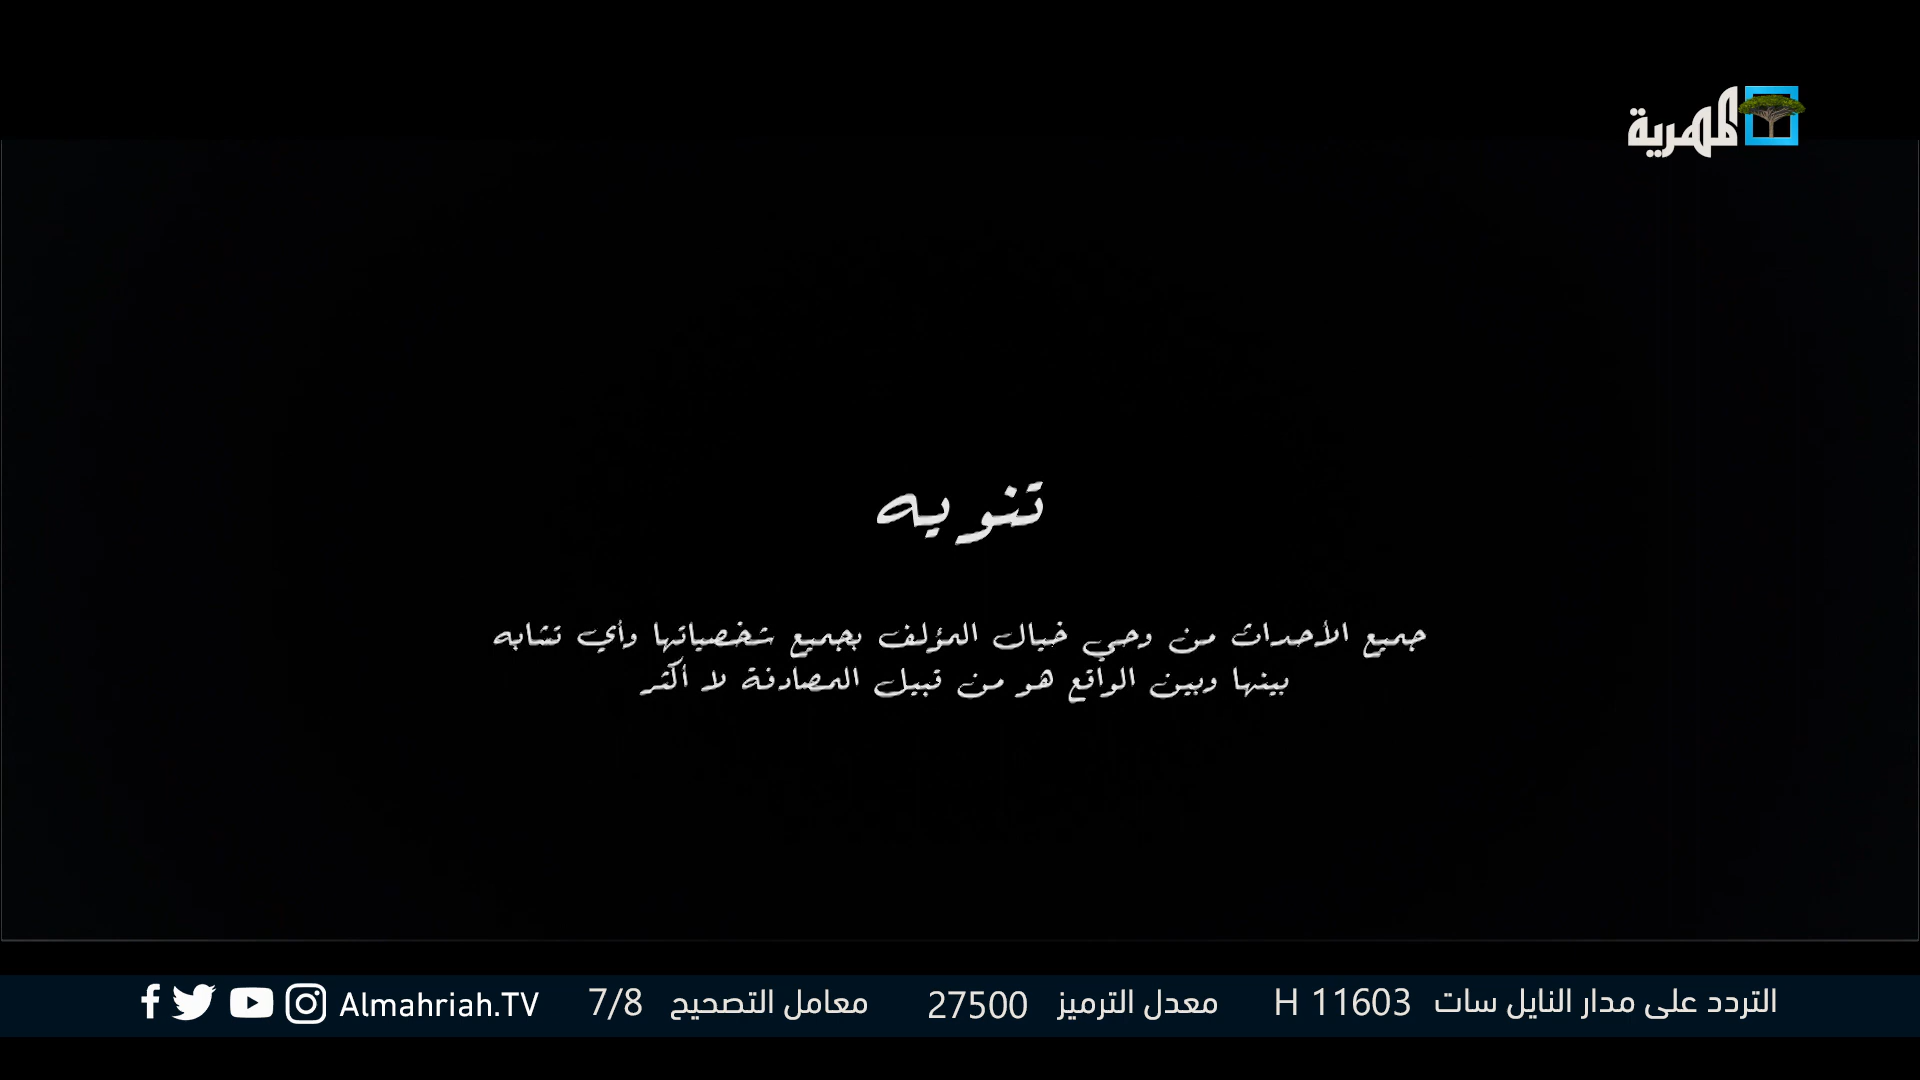 المهرية
تنويه
جميع الأحداث من وحي خيال المؤلف بجميع شخصياتها وأي تشابه
بينها وبين الواقع هو من قبيل المصادفة لا أكثر
التردد على مدار النايل سات 11603 H معدل الترميز 27500 معامل التصحيح 7/8 Almahriah.TV